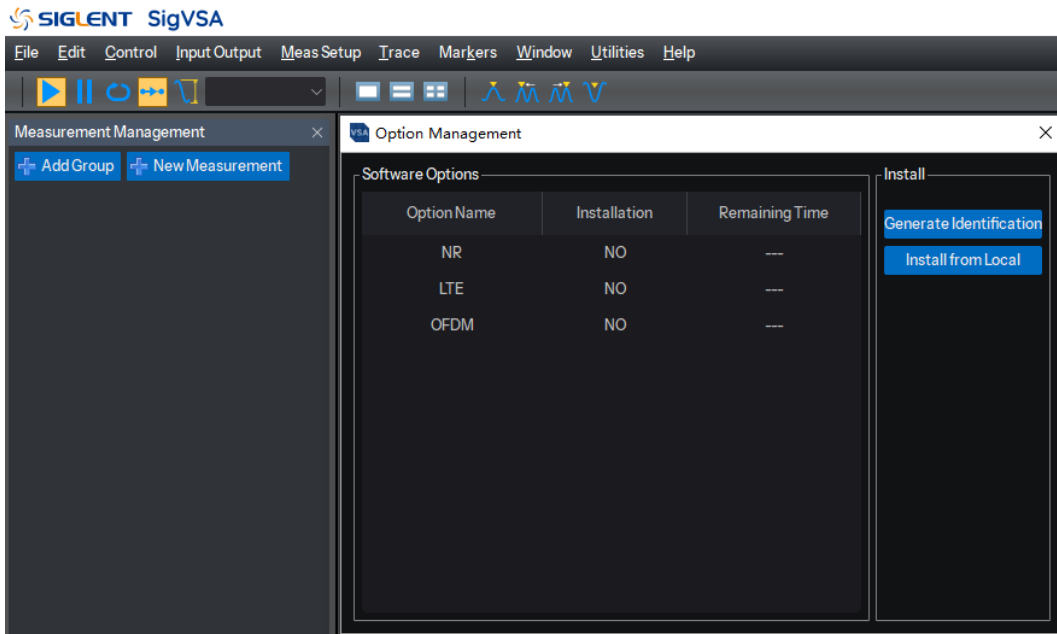 SIGLENT SigVSA
File Edit Control Input Output Meas Setup Trace Markers Window Utilities Help
Measurement Management
Add Group New Measurement
VSA Option Management
Software Options
Option Name Installation Remaining Time
NR NO ---
LTE NO ---
OFDM NO ---
Install
Generate Identification
Install from Local